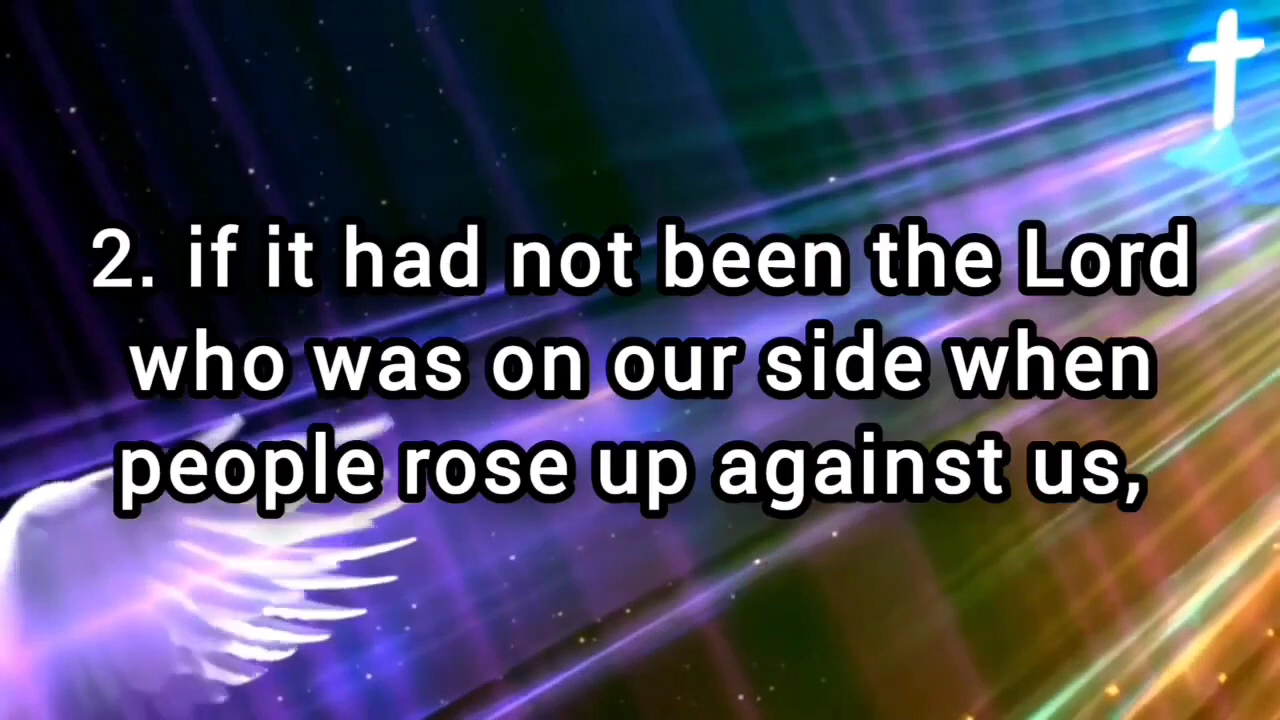 2. if it had not been the Lord
who was on our side when
people rose up against us,